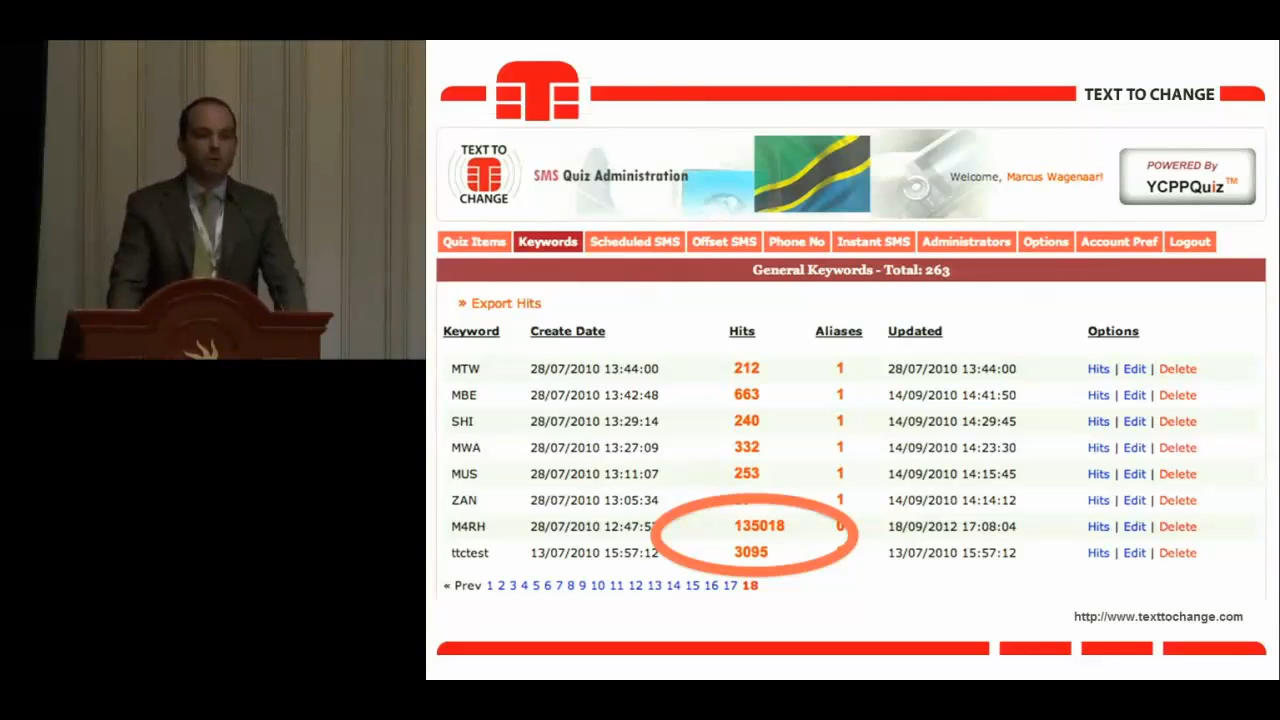 TEXT TO CHANGE
TEXT TO
CHANGE
SMS Quiz Administration
Welcome, Marcus Wagenaar!
POWERED By
YCPPQuiz™
Quiz Items Keywords Scheduled SMS Offset SMS Phone No Instant SMS Administrators Options Account Pref Logout
General Keywords - Total: 263
» Export Hits
Keyword Create Date Hits Aliases Updated Options
MTW 28/07/2010 13:44:00 212 1 28/07/2010 13:44:00 Hits | Edit | Delete
MBE 28/07/2010 13:42:48 663 1 14/09/2010 14:41:50 Hits | Edit | Delete
SHI 28/07/2010 13:29:14 240 1 14/09/2010 14:29:45 Hits | Edit | Delete
MWA 28/07/2010 13:27:09 332 1 14/09/2010 14:23:30 Hits | Edit | Delete
MUS 28/07/2010 13:11:07 253 1 14/09/2010 14:15:45 Hits | Edit | Delete
ZAN 28/07/2010 13:05:34 1 14/09/2010 14:14:12 Hits | Edit | Delete
M4RH 28/07/2010 135018 0 18/09/2012 17:08:04 Hits | Edit | Delete
ttctest 13/07/2010 15:57:12 3095 13/07/2010 15:57:12 Hits | Edit | Delete
« Prev 1 2 3 4 5 6 7 8 9 10 11 12 13 14 15 16 17 18
http://www.texttochange.com